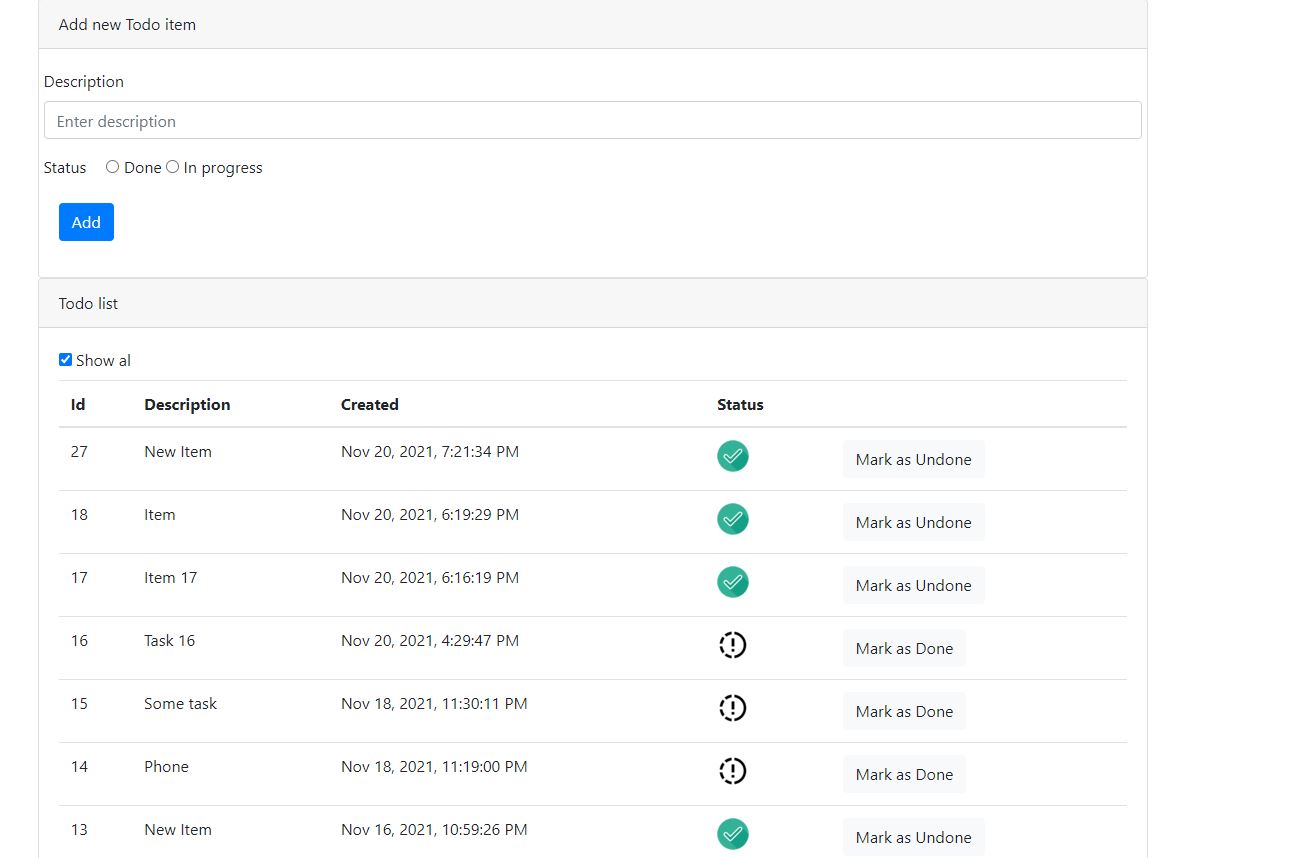 Add new Todo item
Description
Enter description
Status Done In progress
Add
Todo list
Show al
Id Description Created Status
27 New Item Nov 20, 2021, 7:21:34 PM Mark as Undone
18 Item Nov 20, 2021, 6:19:29 PM Mark as Undone
17 Item 17 Nov 20, 2021, 6:16:19 PM Mark as Undone
16 Task 16 Nov 20, 2021, 4:29:47 PM Mark as Done
15 Some task Nov 18, 2021, 11:30:11 PM Mark as Done
14 Phone Nov 18, 2021, 11:19:00 PM Mark as Done
13 New Item Nov 16, 2021, 10:59:26 PM Mark as Undone